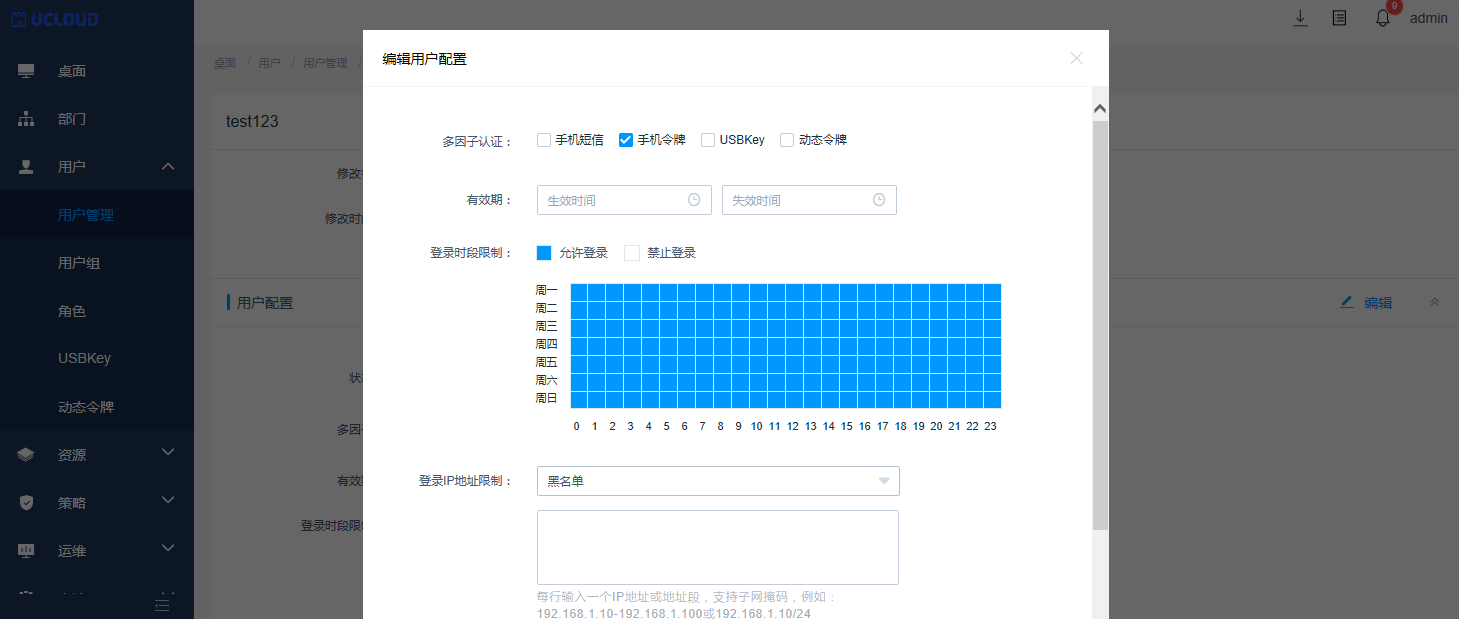 UCLOUD
9
admin
桌面
部门
用户
用户管理
用户组
角色
USBKey
动态令牌
资源
策略
运维
桌面 / 用户 / 用户管理 /
test123
修改
修改时
用户配置
编辑
状
多因
有效
登录时段限
编辑用户配置
多因子认证：
手机短信 手机令牌 USBKey 动态令牌
有效期：
生效时间 失效时间
登录时段限制：
允许登录 禁止登录
周一
周二
周三
周四
周五
周六
周日
0 1 2 3 4 5 6 7 8 9 10 11 12 13 14 15 16 17 18 19 20 21 22 23
登录IP地址限制：
黑名单
每行输入一个IP地址或地址段，支持子网掩码，例如：
192.168.1.10-192.168.1.100或192.168.1.10/24